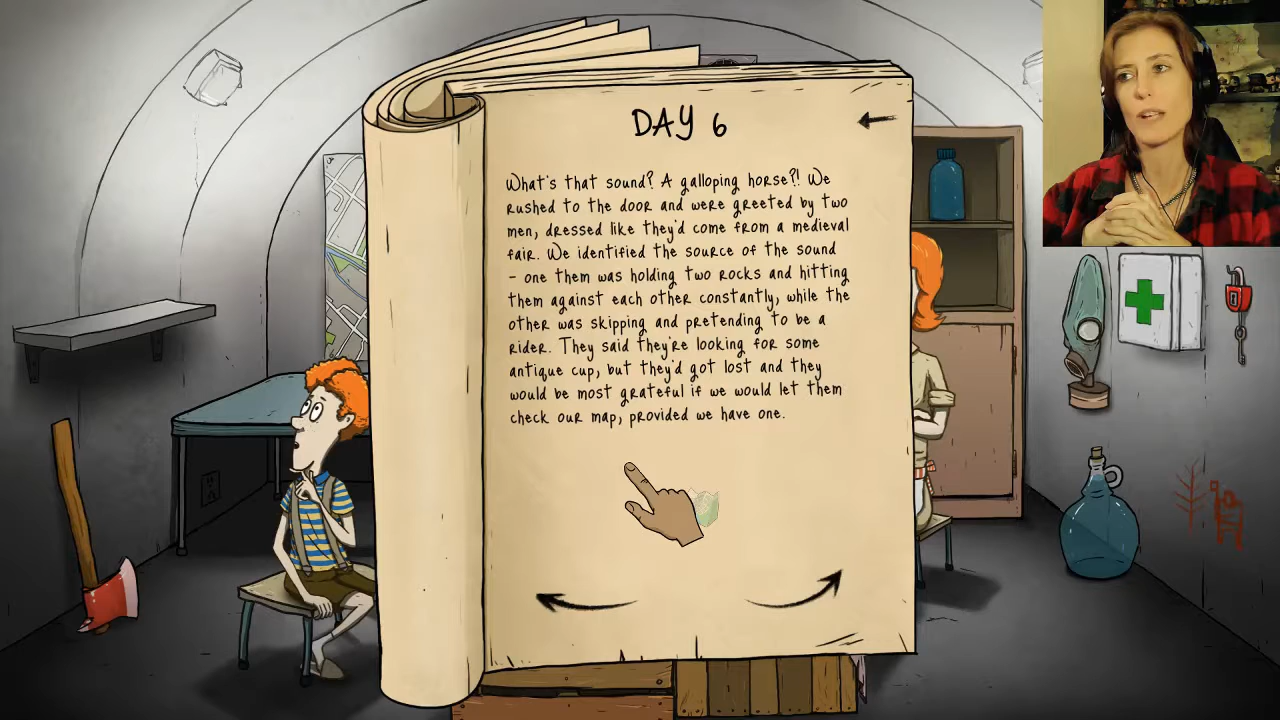 DAY 6
What's that sound? A galloping horse?! We
rushed to the door and were greeted by two
men, dressed like they'd come from a medieval
fair. We identified the source of the sound
- one them was holding two rocks and hitting
them against each other constantly, while the
other was skipping and pretending to be a
rider. They said they're looking for some
antique cup, but they'd got lost and they
would be most grateful if we would let them
check our map, provided we have one.